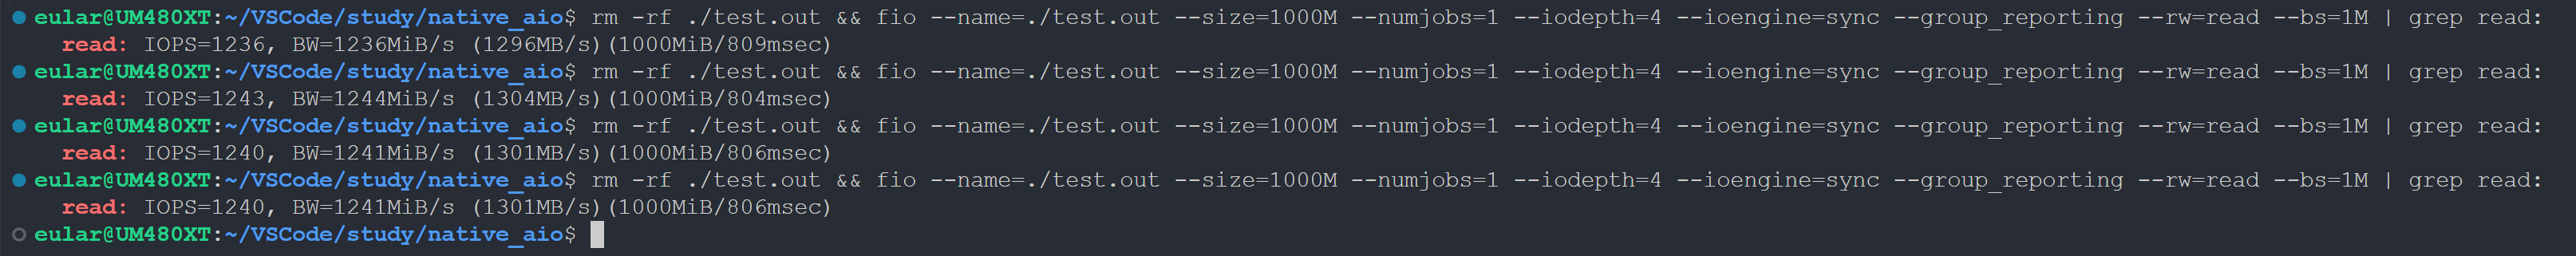 eular@UM480XT:~/VSCode/study/native_aio$ rm -rf ./test.out && fio --name=./test.out --size=1000M --numjobs=1 --iodepth=4 --ioengine=sync --group_reporting --rw=read --bs=1M | grep read:
read: IOPS=1236, BW=1236MiB/s (1296MB/s)(1000MiB/809msec)
eular@UM480XT:~/VSCode/study/native_aio$ rm -rf ./test.out && fio --name=./test.out --size=1000M --numjobs=1 --iodepth=4 --ioengine=sync --group_reporting --rw=read --bs=1M | grep read:
read: IOPS=1243, BW=1244MiB/s (1304MB/s)(1000MiB/804msec)
eular@UM480XT:~/VSCode/study/native_aio$ rm -rf ./test.out && fio --name=./test.out --size=1000M --numjobs=1 --iodepth=4 --ioengine=sync --group_reporting --rw=read --bs=1M | grep read:
read: IOPS=1240, BW=1241MiB/s (1301MB/s)(1000MiB/806msec)
eular@UM480XT:~/VSCode/study/native_aio$ rm -rf ./test.out && fio --name=./test.out --size=1000M --numjobs=1 --iodepth=4 --ioengine=sync --group_reporting --rw=read --bs=1M | grep read:
read: IOPS=1240, BW=1241MiB/s (1301MB/s)(1000MiB/806msec)
eular@UM480XT:~/VSCode/study/native_aio$